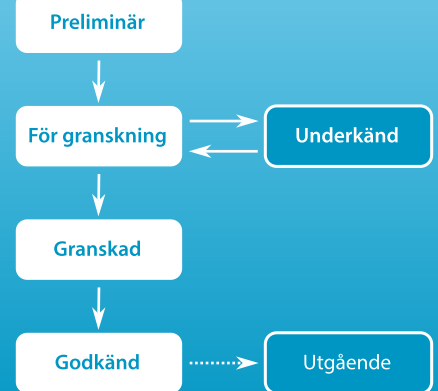 Preliminär
För granskning
Underkänd
Granskad
Godkänd
Utgående